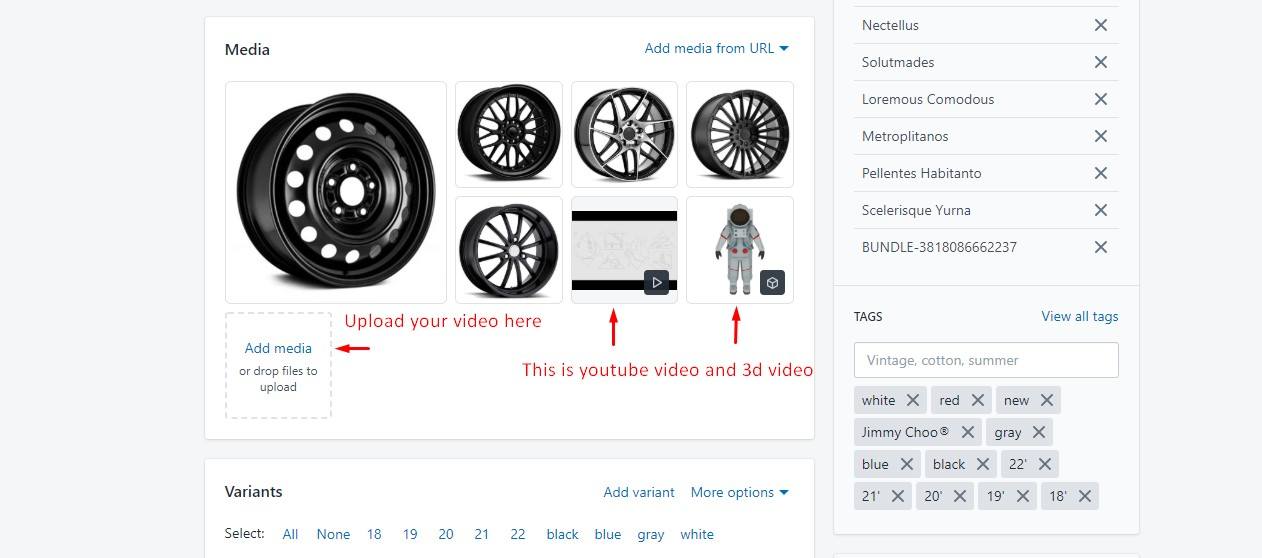 Media
Add media from URL
Upload your video here
Add media
or drop files to
upload
This is youtube video and 3d video
Variants
Add variant More options
Select: All None 18 19 20 21 22 black blue gray white
Nectellus
Solutmades
Loremous Comodous
Metroplitanos
Pellentes Habitanto
Scelerisque Yurna
BUNDLE-3818086662237
TAGS
View all tags
Vintage, cotton, summer
white red new
Jimmy Choo® gray
blue black 22'
21' 20' 19' 18'